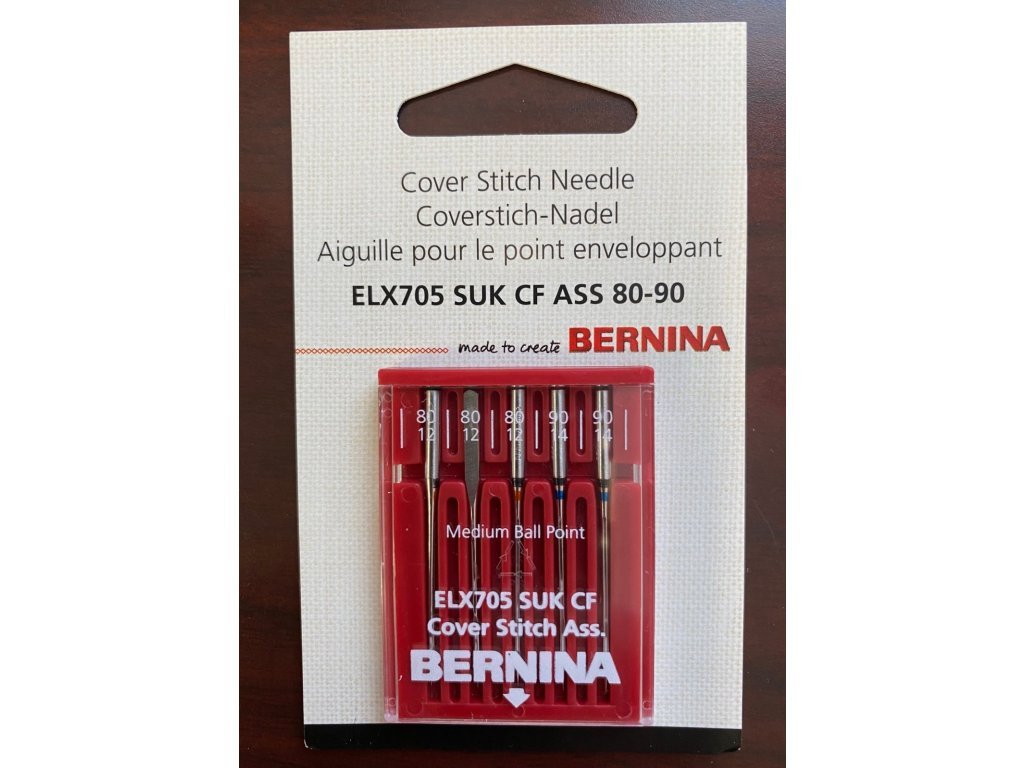 Cover Stitch Needle
Coverstich-Nadel
Aiguille pour le point enveloppant
ELX705 SUK CF ASS 80-90
made to create BERNINA
80 80 80 90 90
12 12 12 14 14
Medium Ball Point
ELX705 SUK CF
Cover Stitch Ass.
BERNINA